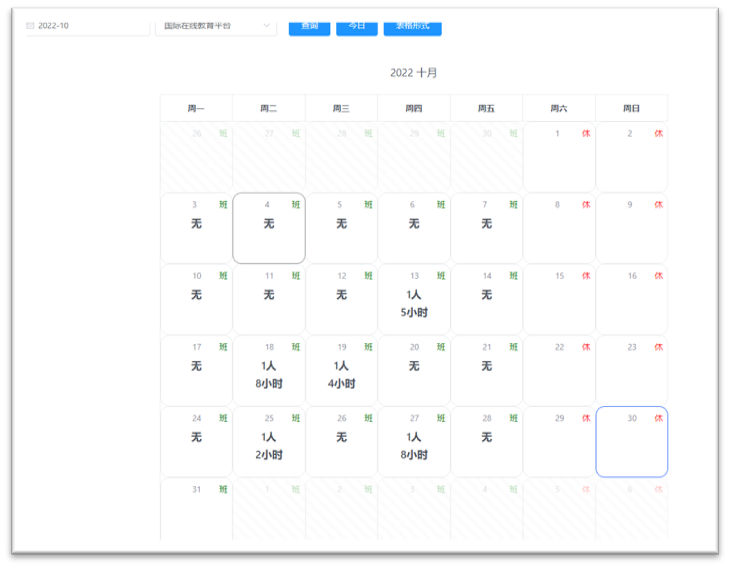 2022-10 国际在线教育平台 查询 今日 表格形式
2022 十月
周一 周二 周三 周四 周五 周六 周日
26 班 27 班 28 班 29 班 30 班 1 休 2 休
3 班 4 班 5 班 6 班 7 班 8 休 9 休
无 无 无 无 无
10 班 11 班 12 班 13 班 14 班 15 休 16 休
无 无 无 1人 无
5小时
17 班 18 班 19 班 20 班 21 班 22 休 23 休
无 1人 1人 无 无
8小时 4小时
24 班 25 班 26 班 27 班 28 班 29 休 30 休
无 1人 无 1人 无
2小时 8小时
31 班 1 班 2 班 3 班 4 班 5 休 6 休